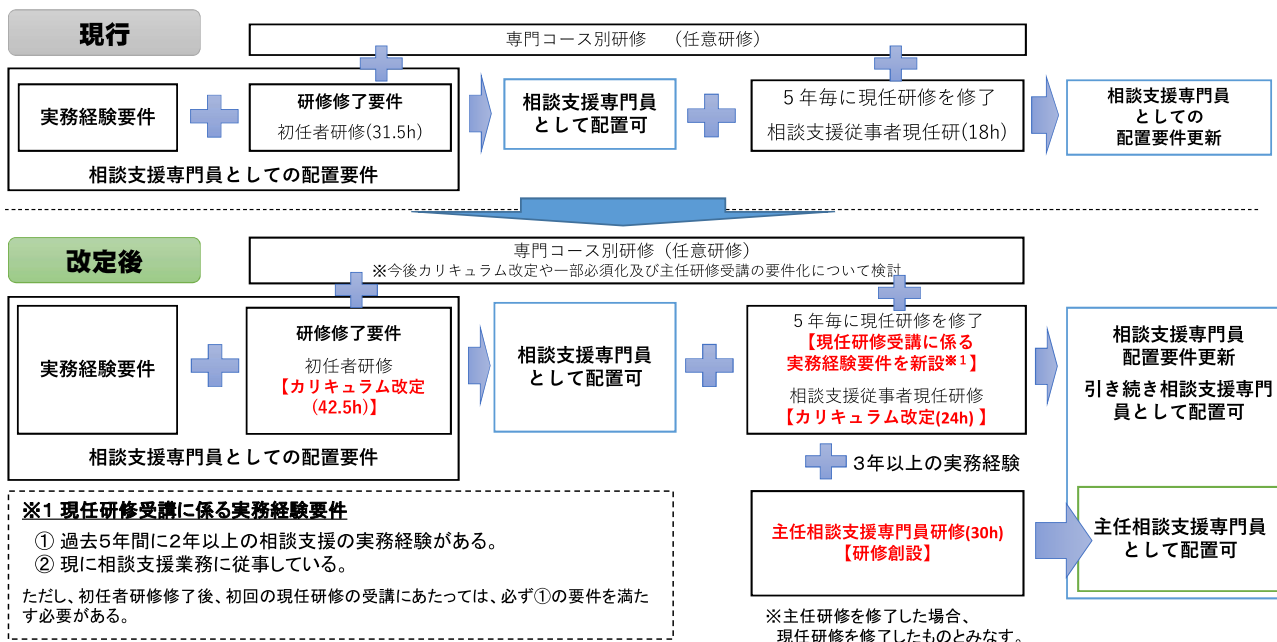 現行
専門コース別研修　（任意研修）
実務経験要件
研修修了要件
初任者研修(31.5h)
相談支援専門員としての配置要件
相談支援専門員
として配置可
５年毎に現任研修を修了
相談支援従事者現任研(18h)
相談支援専門員
としての
配置要件更新
改定後
専門コース別研修（任意研修）
※今後カリキュラム改定や一部必須化及び主任研修受講の要件化について検討
実務経験要件
研修修了要件
初任者研修
【カリキュラム改定
(42.5h)】
相談支援専門員としての配置要件
相談支援専門員
として配置可
５年毎に現任研修を修了
【現任研修受講に係る
実務経験要件を新設※1】
相談支援従事者現任研修
【カリキュラム改定(24h) 】
相談支援専門員
配置要件更新
引き続き相談支援専門
員として配置可
３年以上の実務経験
主任相談支援専門員研修(30h)
【研修創設】
主任相談支援専門員
として配置可
※主任研修を修了した場合、
現任研修を修了したものとみなす。
※１ 現任研修受講に係る実務経験要件
① 過去５年間に２年以上の相談支援の実務経験がある。
② 現に相談支援業務に従事している。
ただし、初任者研修修了後、初回の現任研修の受講にあたっては、必ず①の要件を満た
す必要がある。